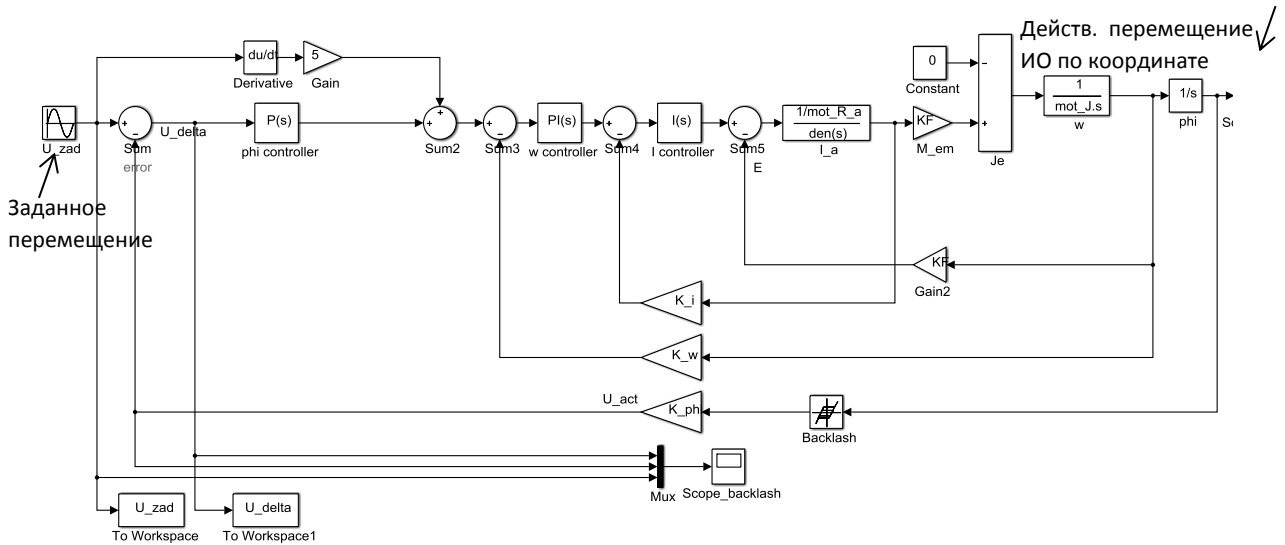 du/dt
Derivative
5
Gain
U_zad
Sum
error
U_delta
P(s)
phi controller
Sum2
Sum3
PI(s)
w controller
Sum4
I(s)
I controller
Sum5
E
1/mot_R_a
den(s)
I_a
KF
M_em
0
Constant
Je
Действ. перемещение
ИО по координате
1
mot_J.s
w
1/s
phi
Заданное
перемещение
KF
Gain2
K_i
K_w
U_act
K_ph
Backlash
Mux
Scope_backlash
U_zad
To Workspace
U_delta
To Workspace1